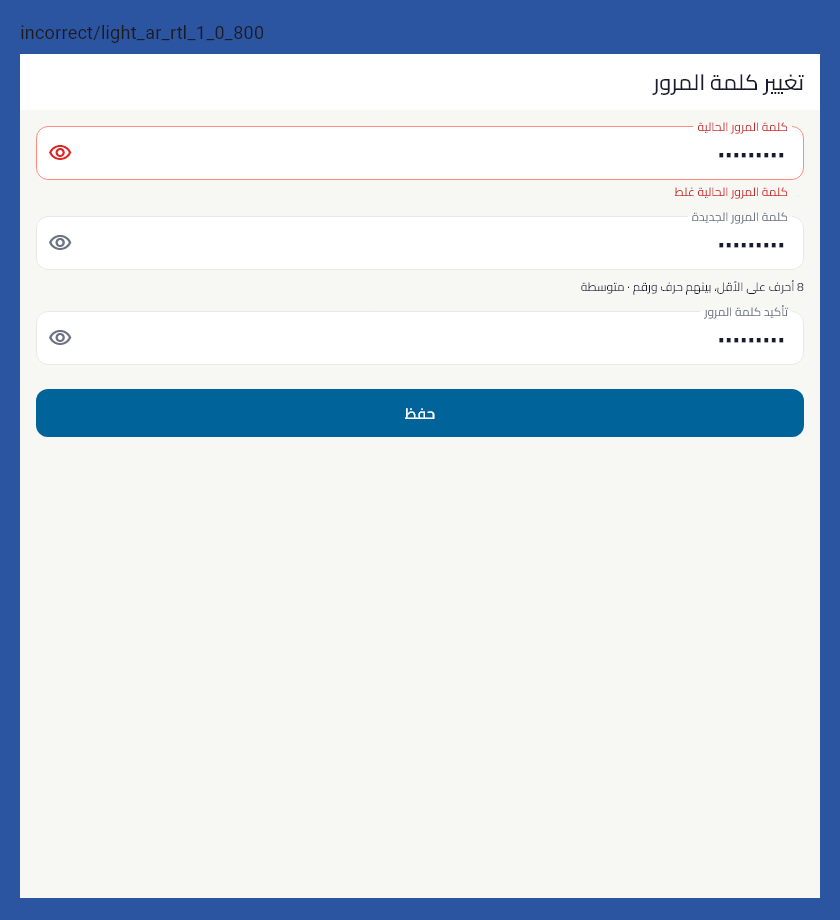 incorrect/light_ar_rtl_1_0_800
تغيير كلمة المرور
كلمة المرور الحالية
•••••••••
كلمة المرور الحالية غلط
كلمة المرور الجديدة
•••••••••
8 أحرف على الأقل، بينهم حرف ورقم · متوسطة
تأكيد كلمة المرور
•••••••••
حفظ